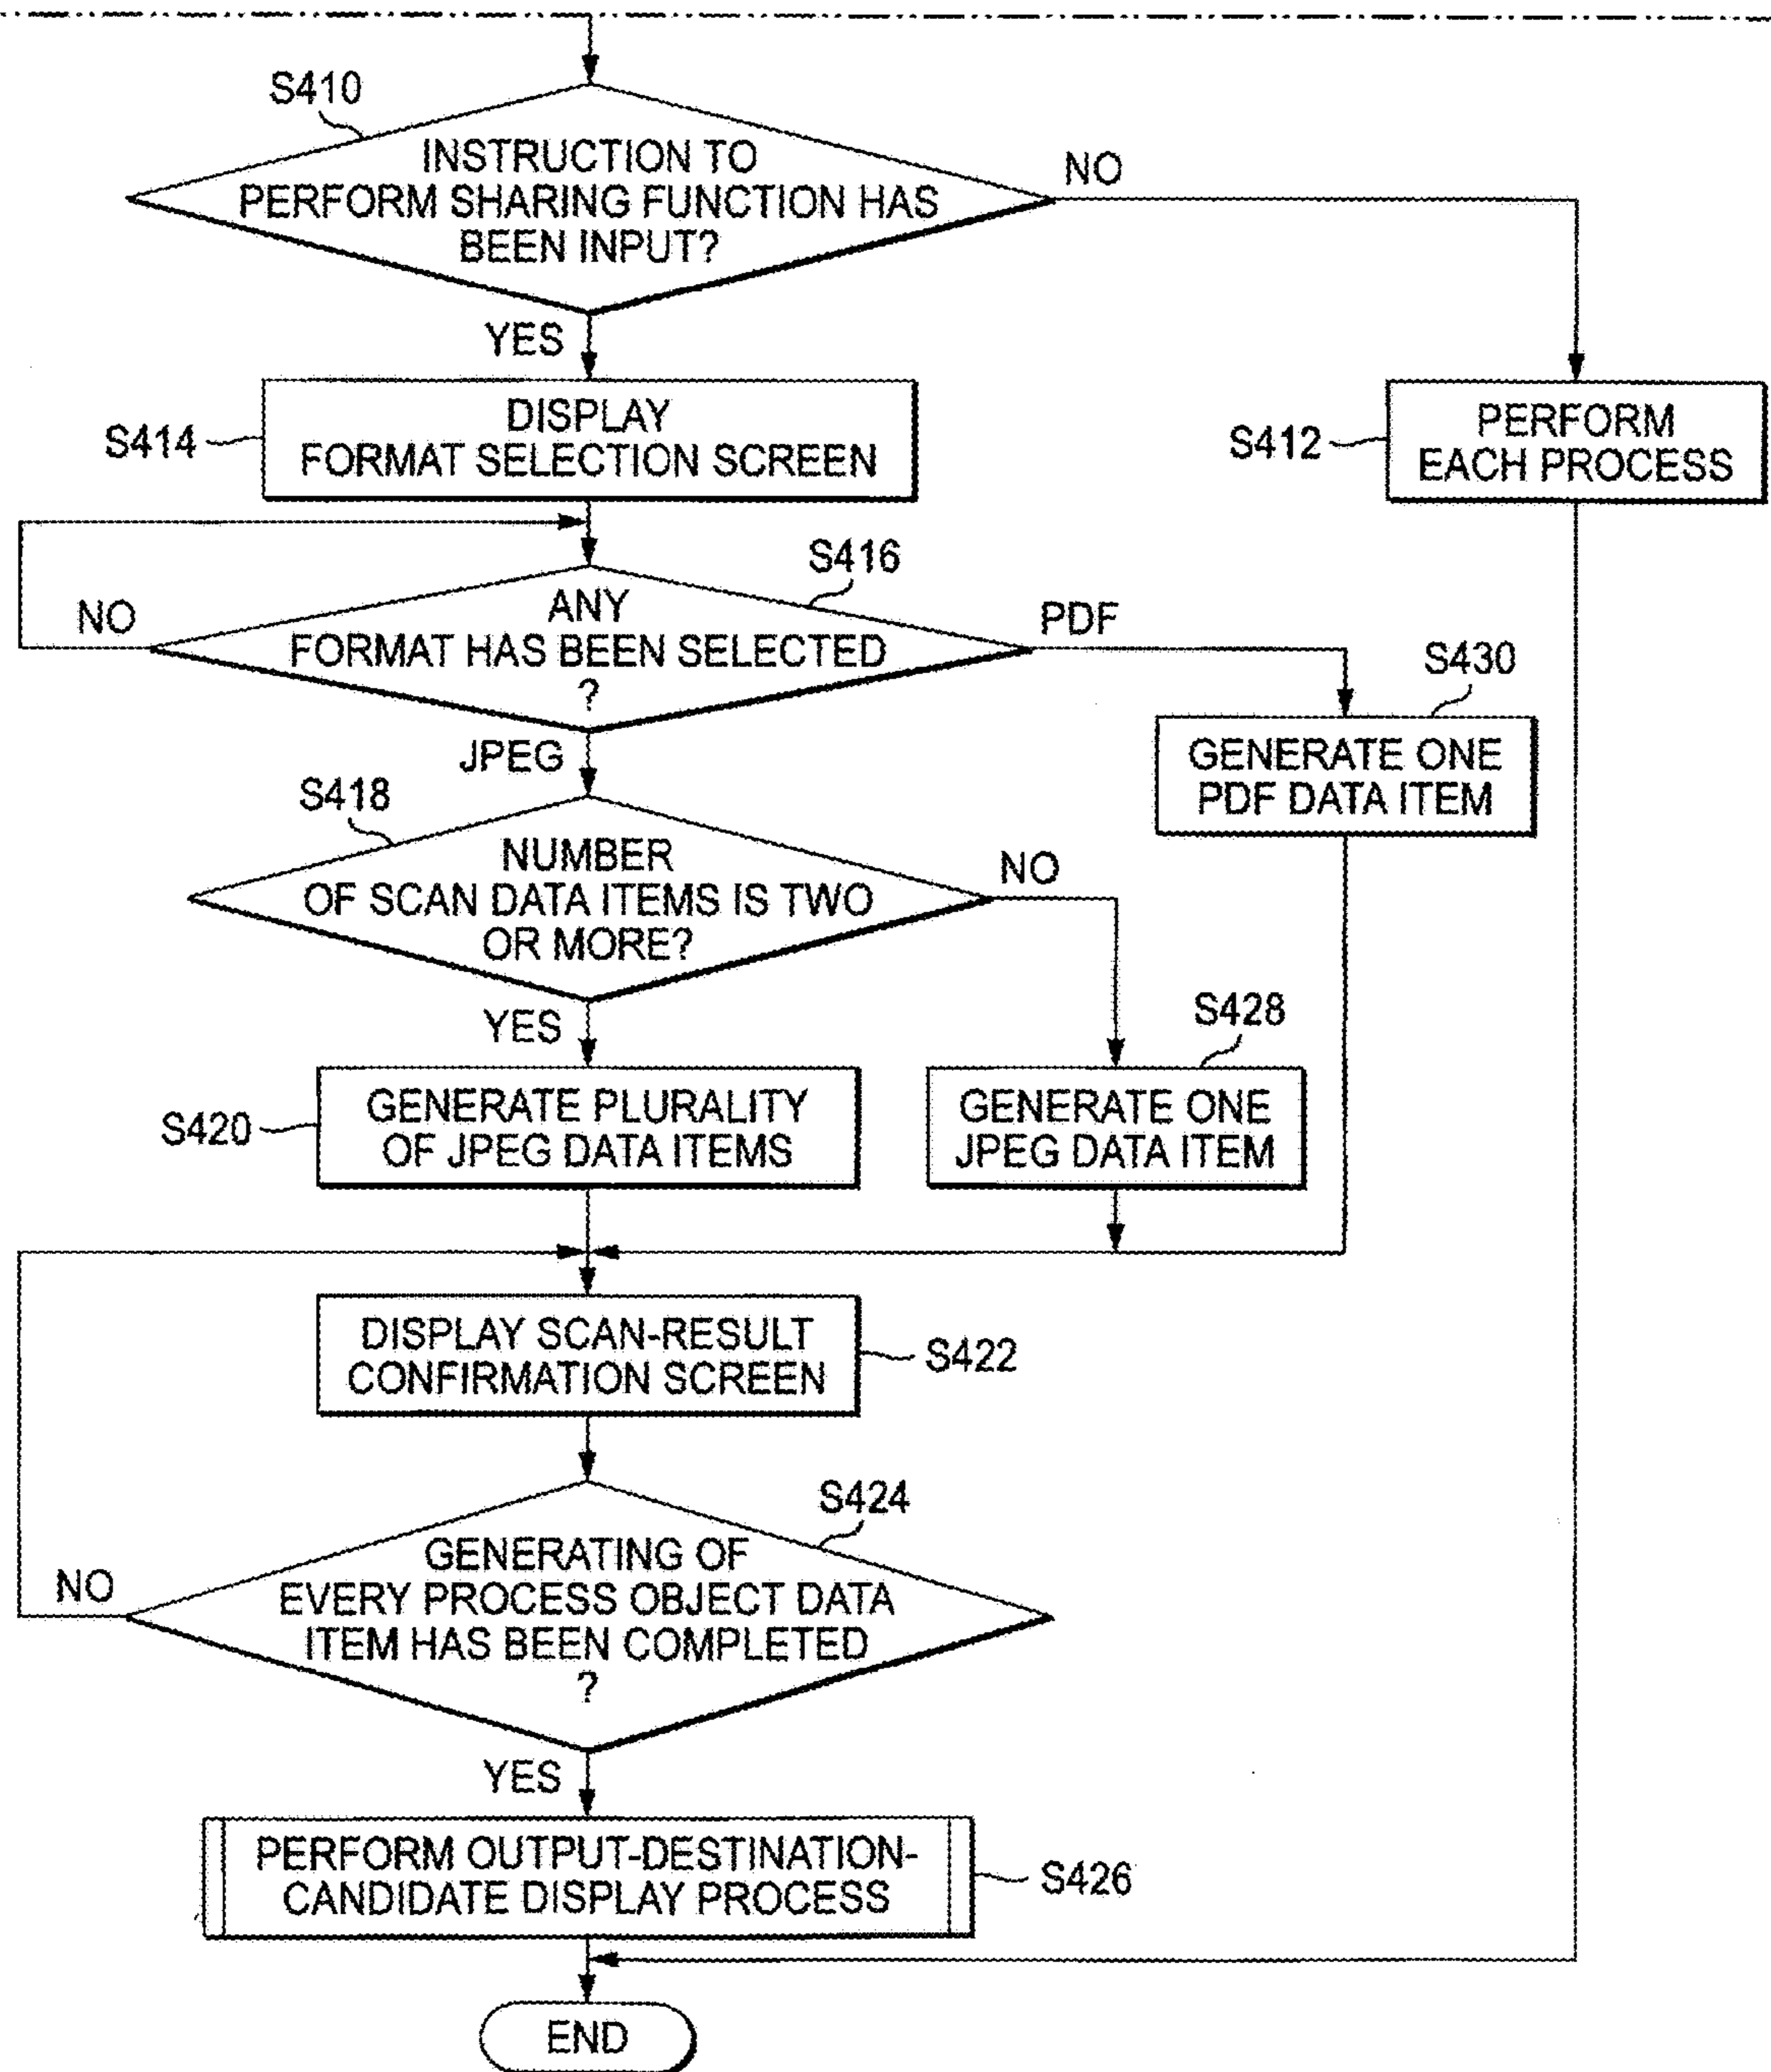 S410
INSTRUCTION TO
PERFORM SHARING FUNCTION HAS
BEEN INPUT?
NO
YES
S414
DISPLAY
FORMAT SELECTION SCREEN
S412
PERFORM
EACH PROCESS
S416
NO
ANY
FORMAT HAS BEEN SELECTED
?
PDF
S430
GENERATE ONE
PDF DATA ITEM
JPEG
S418
NUMBER
OF SCAN DATA ITEMS IS TWO
OR MORE?
NO
YES
S428
S420
GENERATE PLURALITY
OF JPEG DATA ITEMS
GENERATE ONE
JPEG DATA ITEM
DISPLAY SCAN-RESULT
CONFIRMATION SCREEN
S422
S424
NO
GENERATING OF
EVERY PROCESS OBJECT DATA
ITEM HAS BEEN COMPLETED
?
YES
PERFORM OUTPUT-DESTINATION-
CANDIDATE DISPLAY PROCESS
S426
END